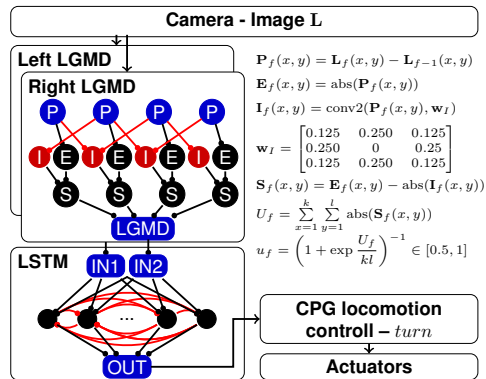 Camera - Image L
Left LGMD
Right LGMD
P P P P
I E I E I E I E
S S S S
LGMD
LSTM
IN1 IN2
...
OUT
P_f(x, y) = L_f(x, y) − L_{f−1}(x, y)
E_f(x, y) = abs(P_f(x, y))
I_f(x, y) = conv2(P_f(x, y), w_I)
w_I = [0.125 0.250 0.125
0.250 0 0.25
0.125 0.250 0.125]
S_f(x, y) = E_f(x, y) − abs(I_f(x, y))
U_f = ∑_{x=1}^{k} ∑_{y=1}^{l} abs(S_f(x, y))
u_f = (1 + exp U_f/kl)^{−1} ∈ [0.5, 1]
CPG locomotion
controll – turn
Actuators